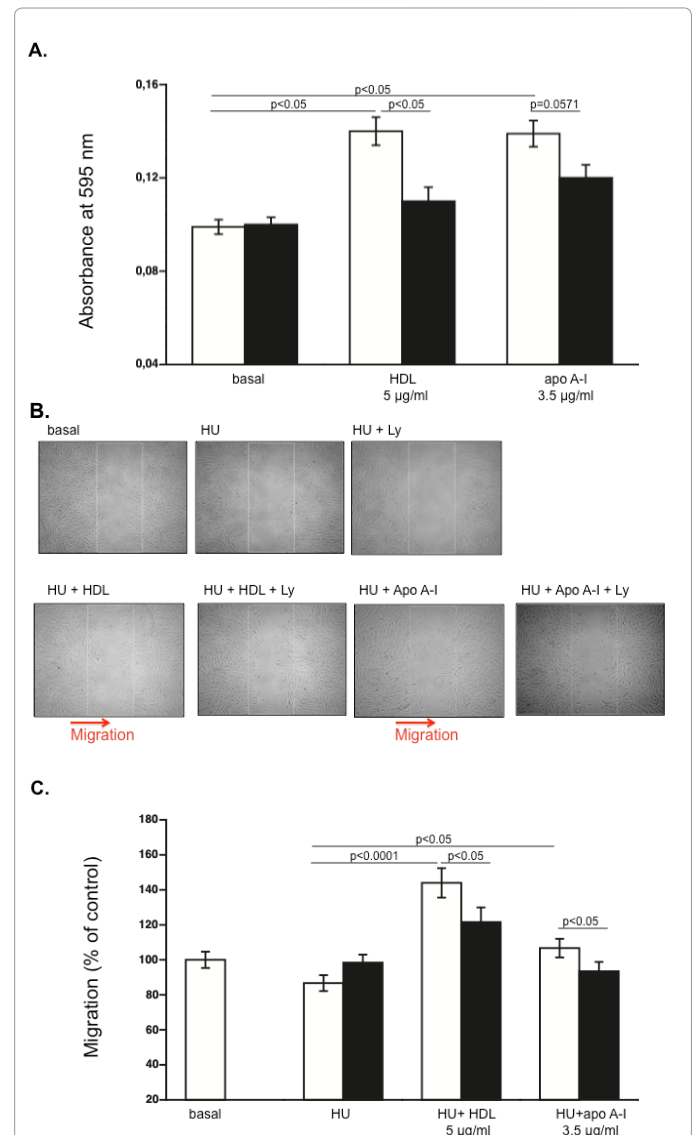 A.
0,16
0,12
0,08
0,04
Absorbance at 595 nm
p<0.05
p<0.05
p<0.05
p=0.0571
basal
HDL
apo A-I
5 µg/ml
3.5 µg/ml
B.
basal
HU
HU + Ly
HU + HDL
HU + HDL + Ly
HU + Apo A-I
HU + Apo A-I + Ly
Migration
Migration
C.
180
160
140
120
100
80
60
40
20
Migration (% of control)
p<0.05
p<0.0001
p<0.05
p<0.05
basal
HU
HU+ HDL
HU+apo A-I
5 µg/ml
3.5 µg/ml